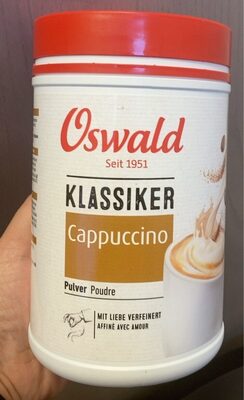 Oswald
Seit 1951
KLASSIKER
Cappuccino
Pulver Poudre
MIT LIEBE VERFEINERT
AFFINÉ AVEC AMOUR